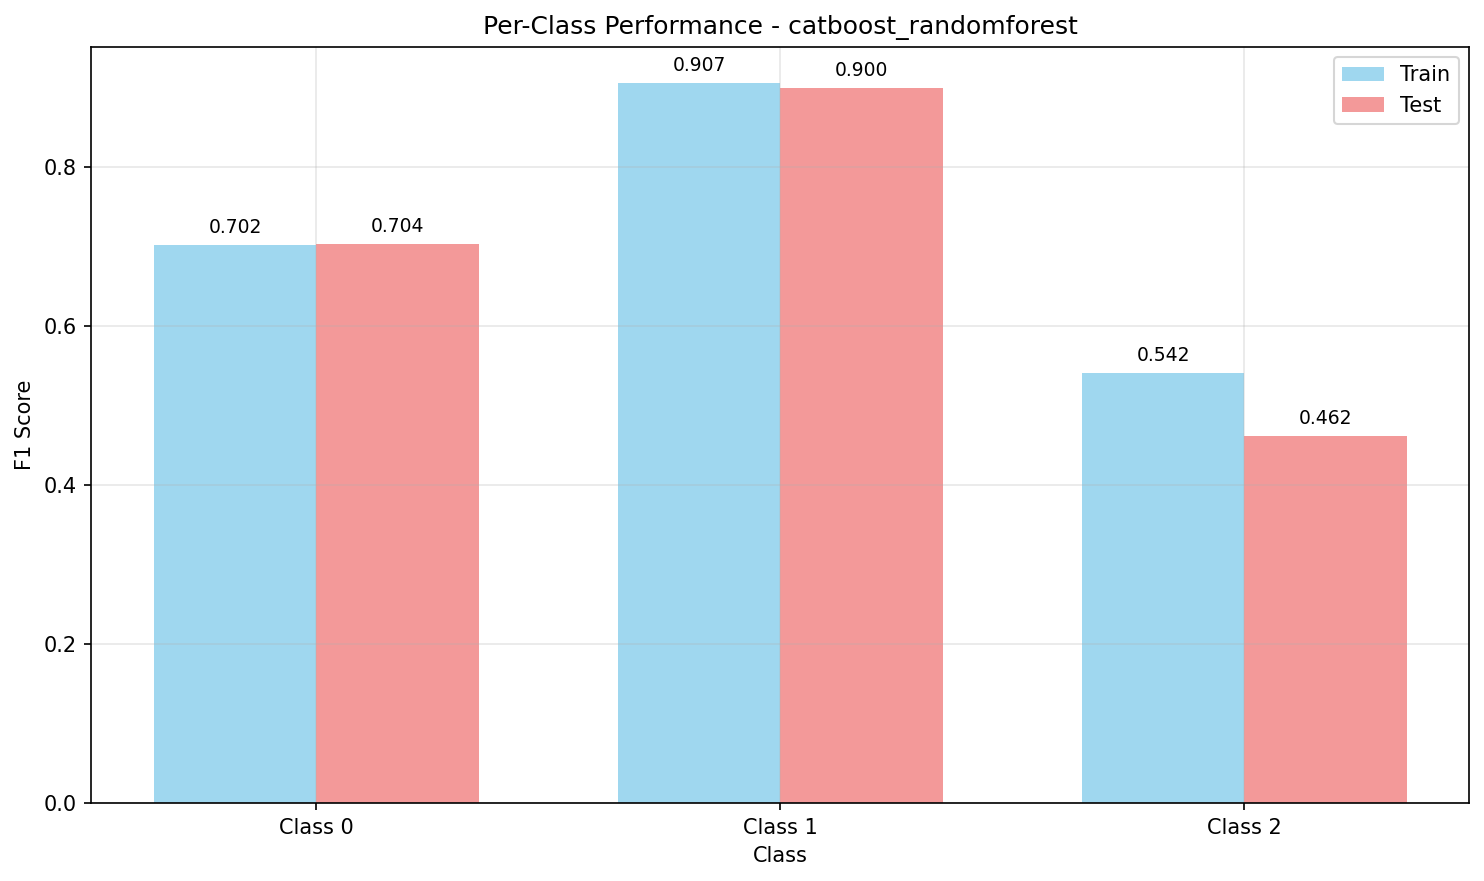 Per-Class Performance - catboost_randomforest
Train
Test
0.907
0.900
0.702
0.704
0.542
0.462
F1 Score
0.8
0.6
0.4
0.2
0.0
Class 0
Class 1
Class 2
Class